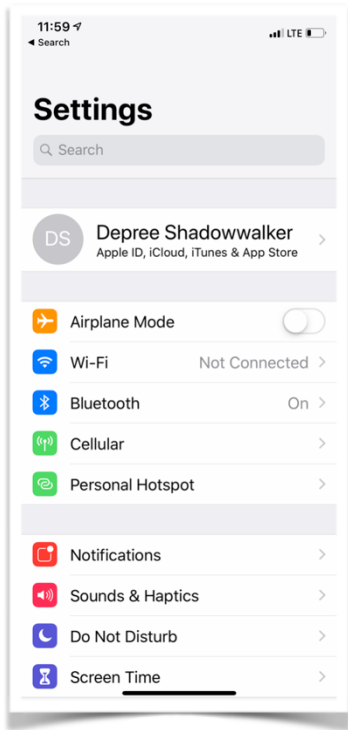 11:59
LTE
◀ Search
Settings
Search
DS
Depree Shadowwalker
Apple ID, iCloud, iTunes & App Store
Airplane Mode
Wi-Fi Not Connected
Bluetooth On
Cellular
Personal Hotspot
Notifications
Sounds & Haptics
Do Not Disturb
Screen Time